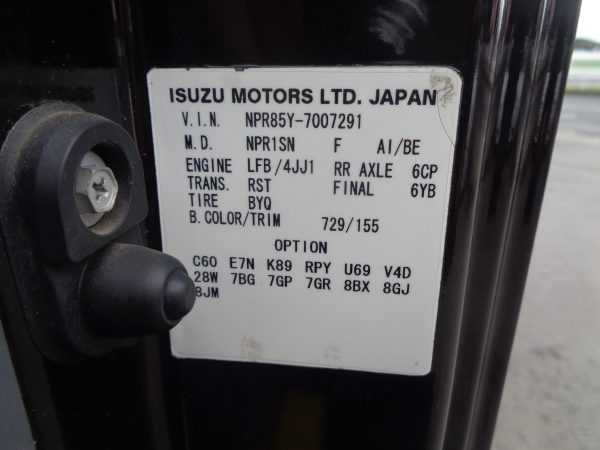 ISUZU MOTORS LTD. JAPAN
V.I.N. NPR85Y-7007291
M.D. NPR1SN F AI/BE
ENGINE LFB/4JJ1 RR AXLE 6CP
TRANS. RST FINAL 6YB
TIRE BYQ
B.COLOR/TRIM 729/155
OPTION
C60 E7N K89 RPY U69 V4D
28W 7BG 7GP 7GR 8BX 8GJ
8JM